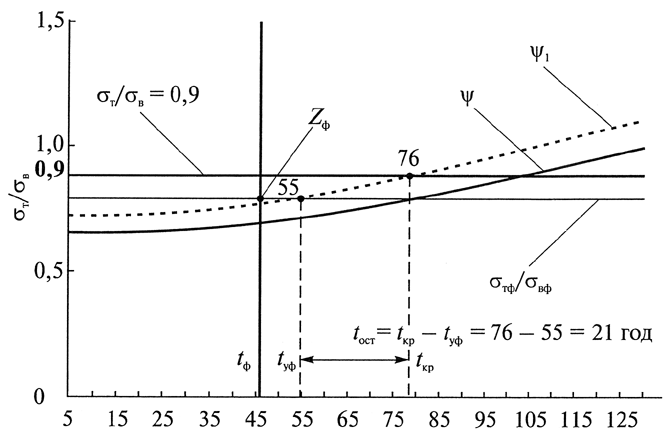 1,5
ψ₁
σт/σв = 0,9
Zф
ψ
1,0
0,9
76
55
σт/σв
0,5
σтф/σвф
tост = tкр – tуф = 76 – 55 = 21 год
tф
tуф
tкр
0
5 15 25 35 45 55 65 75 85 95 105 115 125